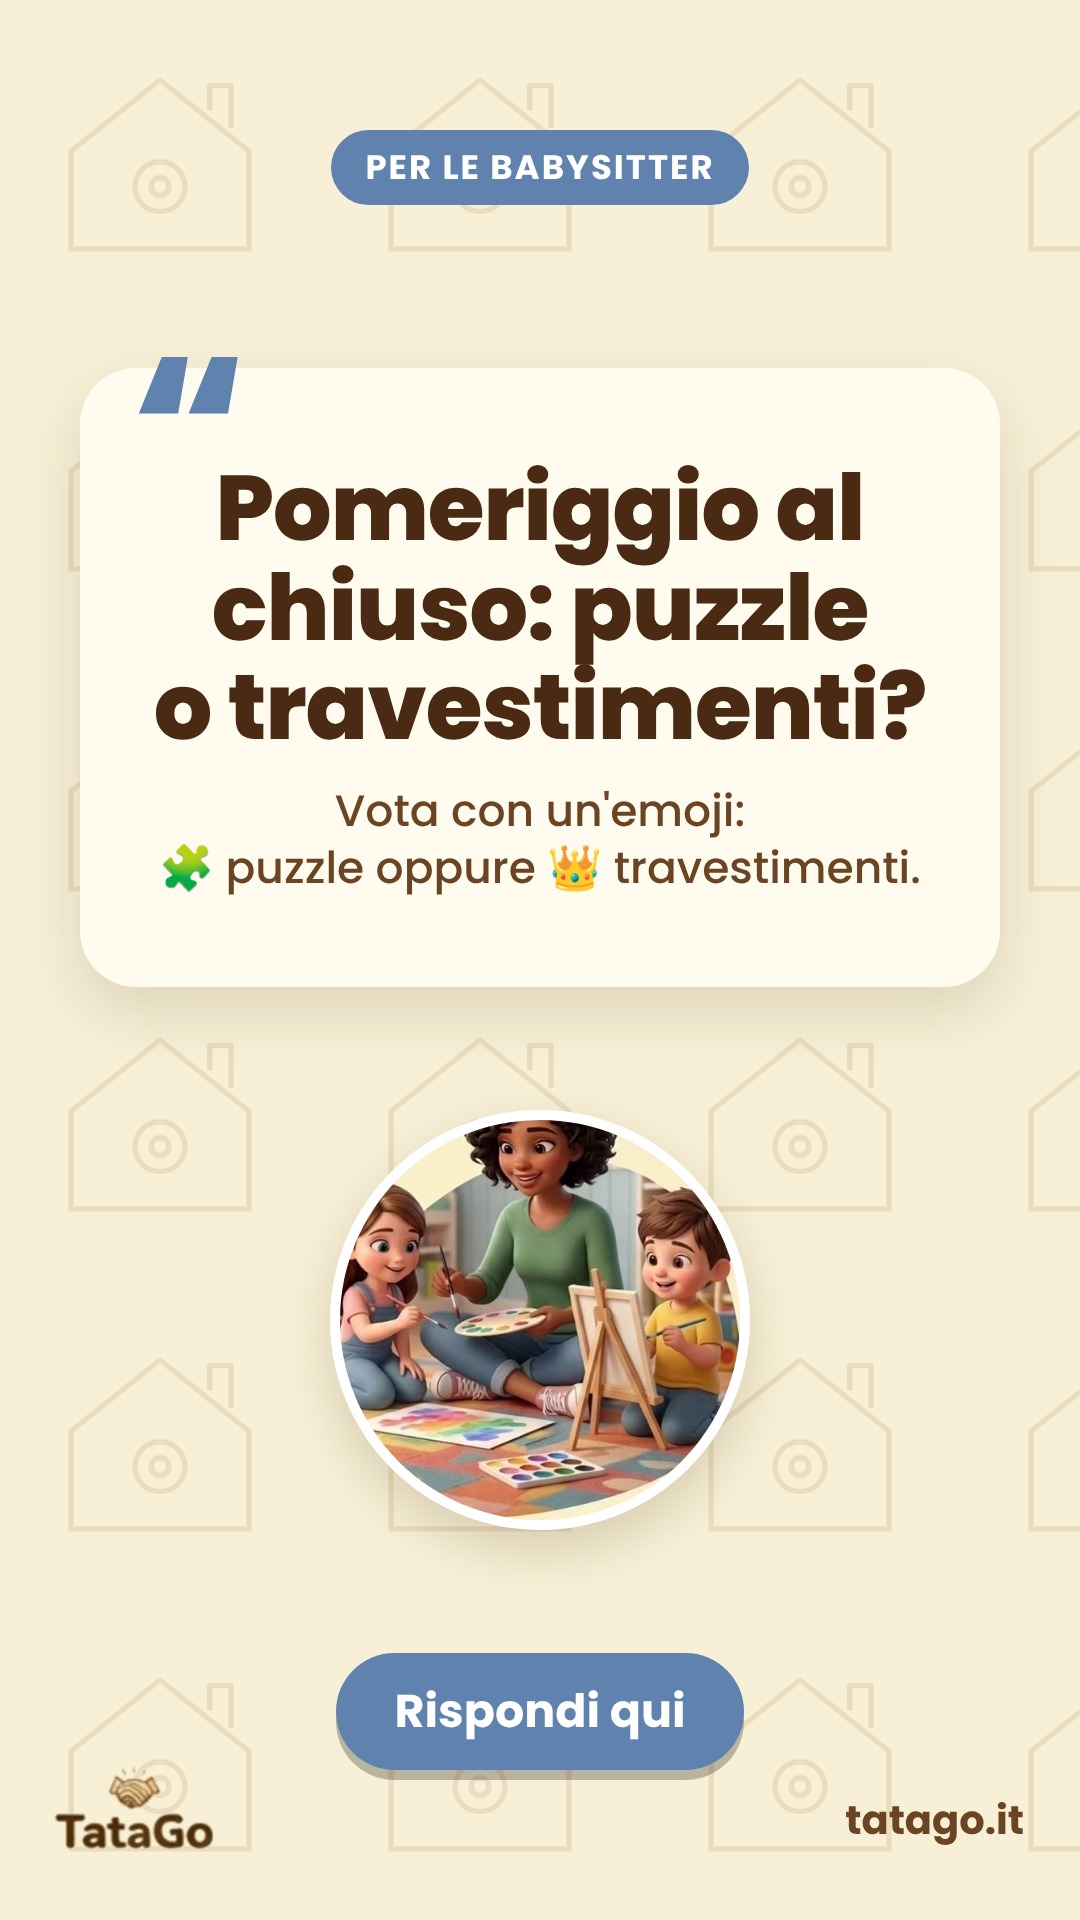 PER LE BABYSITTER
Pomeriggio al
chiuso: puzzle
o travestimenti?
Vota con un'emoji:
🧩 puzzle oppure 👑 travestimenti.
Rispondi qui
TataGo
tatago.it